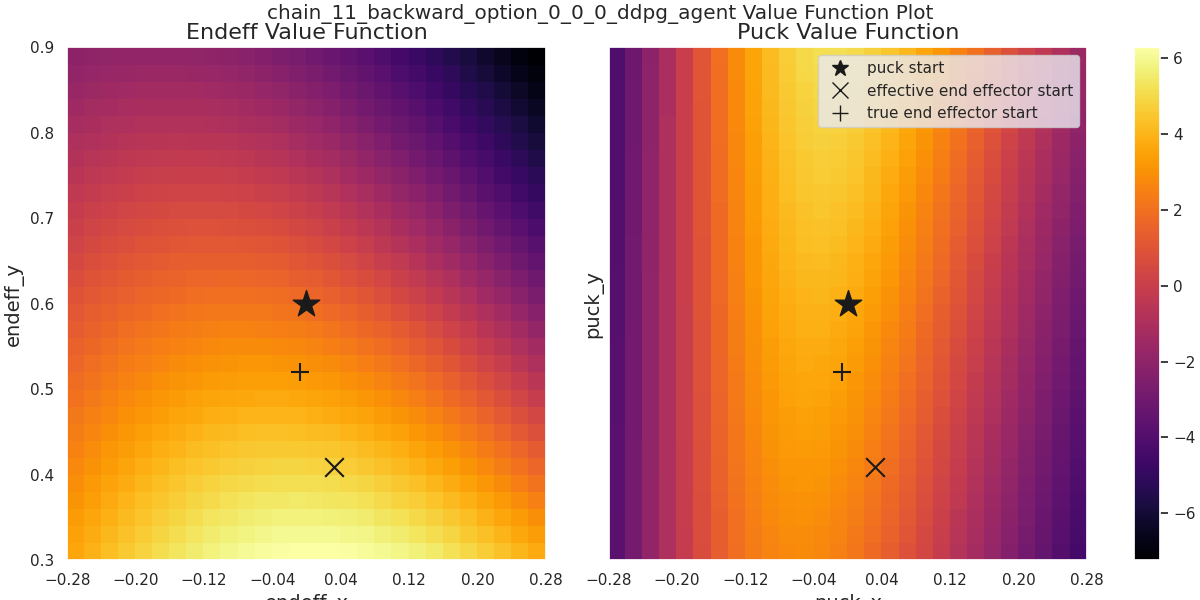 chain_11_backward_option_0_0_0_ddpg_agent Value Function Plot
Endeff Value Function
Puck Value Function
puck start
effective end effector start
true end effector start
endeff_y
0.9
0.8
0.7
0.6
0.5
0.4
0.3
−0.28 −0.20 −0.12 −0.04 0.04 0.12 0.20 0.28
endeff_x
puck_y
−0.28 −0.20 −0.12 −0.04 0.04 0.12 0.20 0.28
puck_x
6
4
2
0
−2
−4
−6